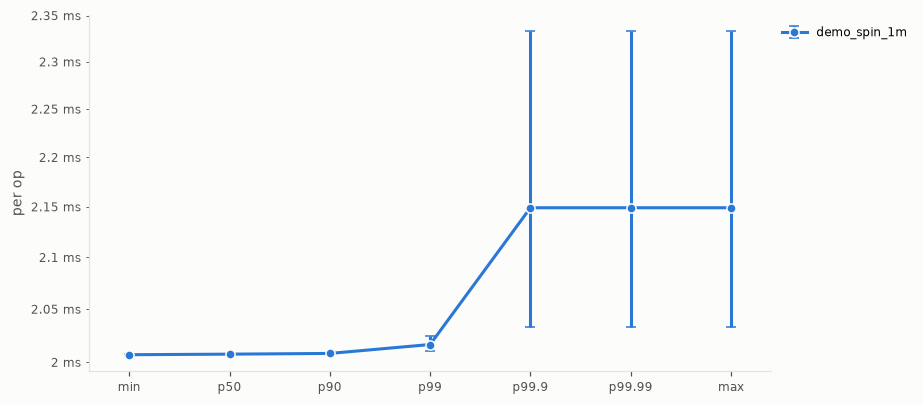 2.35 ms
2.3 ms
2.25 ms
2.2 ms
2.15 ms
2.1 ms
2.05 ms
2 ms
per op
min p50 p90 p99 p99.9 p99.99 max
demo_spin_1m